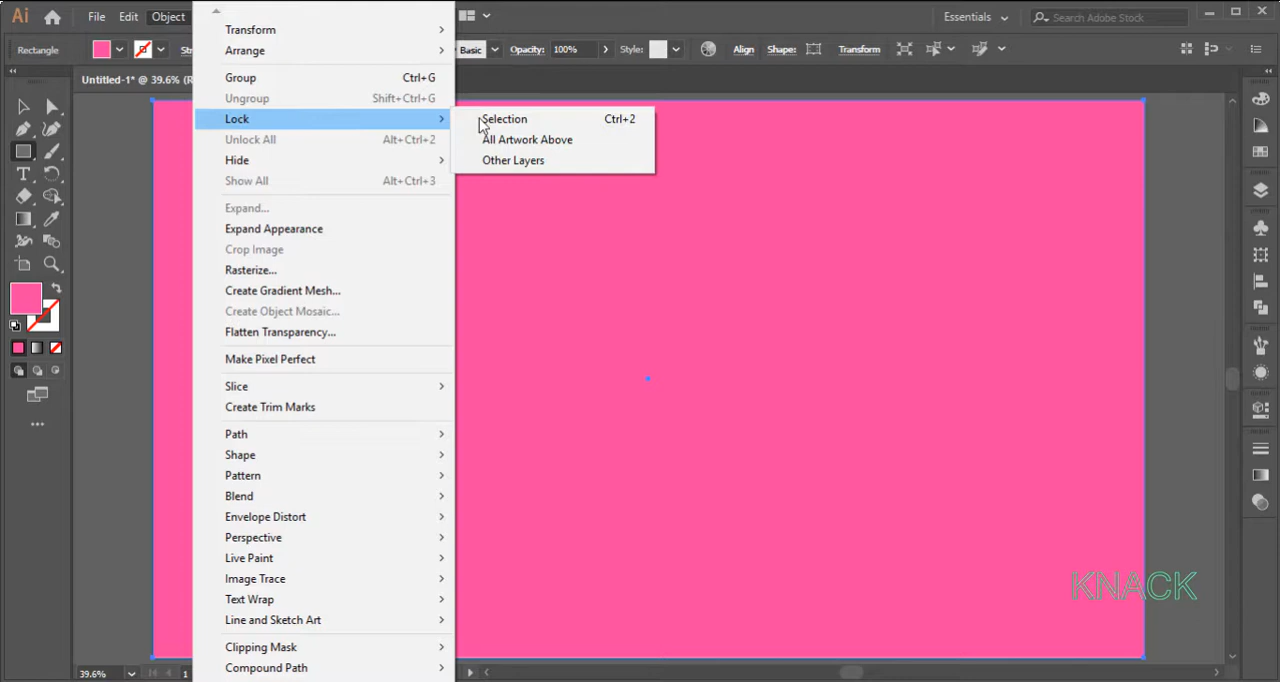 Ai File Edit Object Essentials Search Adobe Stock
Rectangle Basic Opacity: 100% Style: Align Shape: Transform
Untitled-1* @ 39.6%
Transform
Arrange
Group Ctrl+G
Ungroup Shift+Ctrl+G
Lock
Selection Ctrl+2
Unlock All Alt+Ctrl+2
All Artwork Above
Hide
Other Layers
Show All Alt+Ctrl+3
Expand...
Expand Appearance
Crop Image
Rasterize...
Create Gradient Mesh...
Create Object Mosaic...
Flatten Transparency...
Make Pixel Perfect
Slice
Create Trim Marks
Path
Shape
Pattern
Blend
Envelope Distort
Perspective
Live Paint
Image Trace
Text Wrap
Line and Sketch Art
Clipping Mask
Compound Path
KNACK
39.6% 1